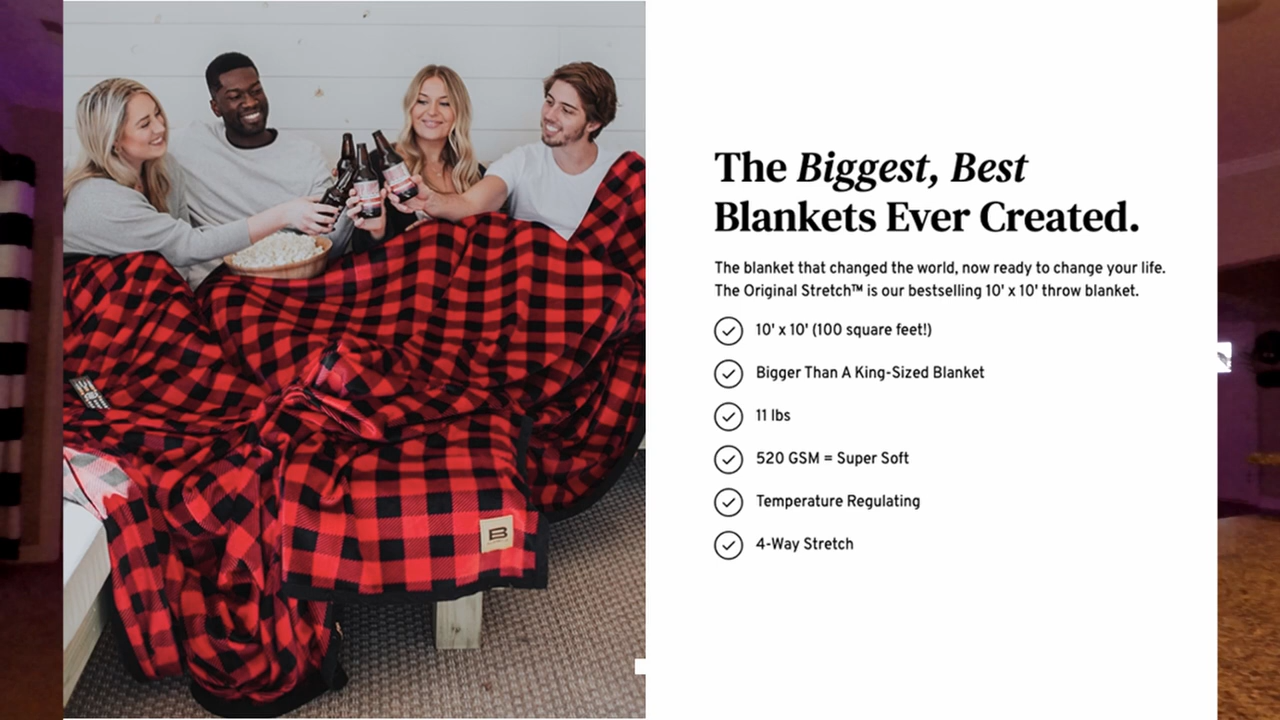 The Biggest, Best
Blankets Ever Created.
The blanket that changed the world, now ready to change your life.
The Original Stretch™ is our bestselling 10' x 10' throw blanket.
10' x 10' (100 square feet!)
Bigger Than A King-Sized Blanket
11 lbs
520 GSM = Super Soft
Temperature Regulating
4-Way Stretch
B